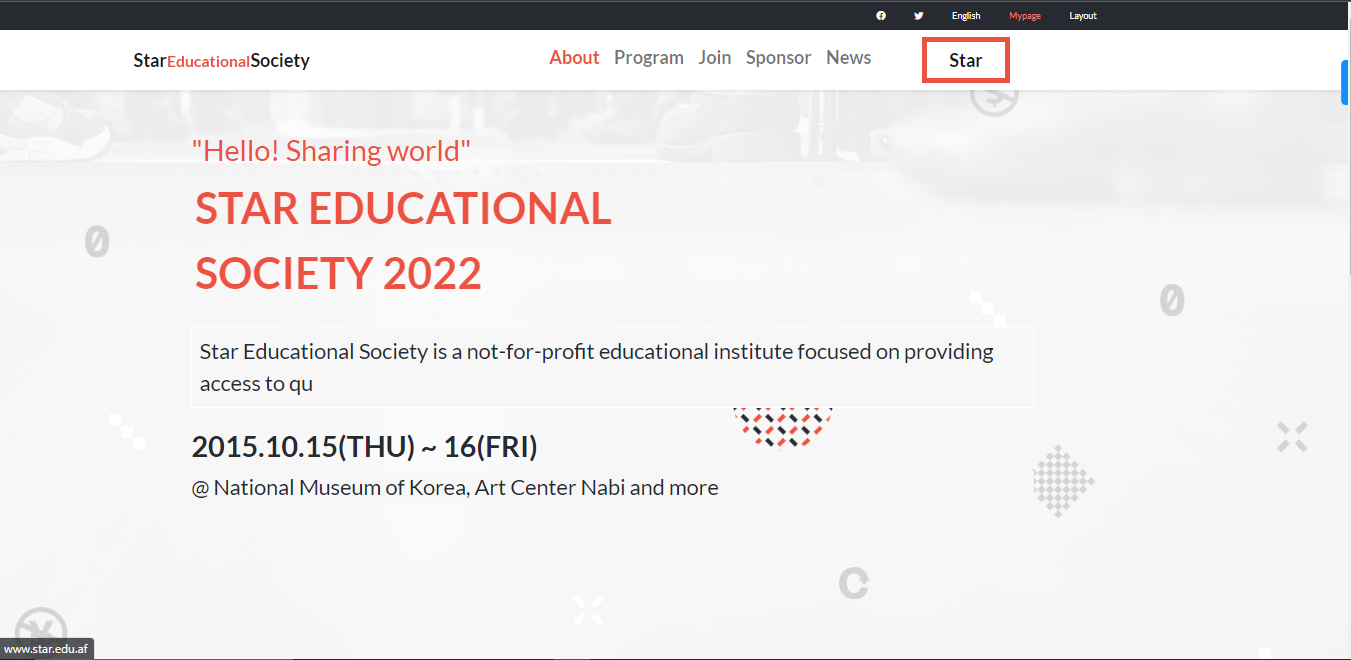 English Mypage Layout
StarEducationalSociety About Program Join Sponsor News Star
"Hello! Sharing world"
STAR EDUCATIONAL
SOCIETY 2022
Star Educational Society is a not-for-profit educational institute focused on providing
access to qu
2015.10.15(THU) ~ 16(FRI)
@ National Museum of Korea, Art Center Nabi and more
www.star.edu.af